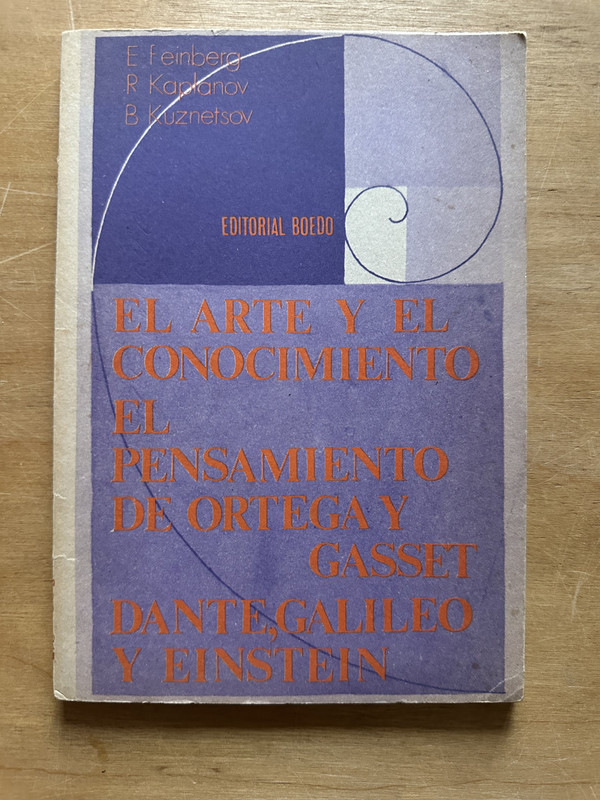 E. Feinberg
R. Kaplanov
B. Kuznetsov
EDITORIAL BOEDO
EL ARTE Y EL
CONOCIMIENTO
EL
PENSAMIENTO
DE ORTEGA Y
GASSET
DANTE, GALILEO
Y EINSTEIN